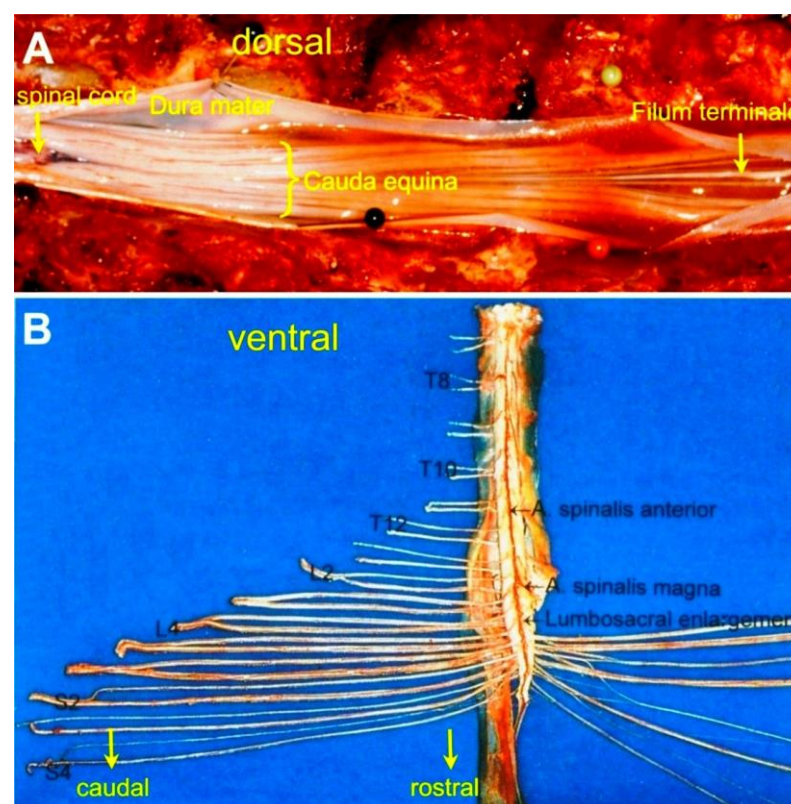 A
dorsal
spinal cord
Dura mater
Filum terminale
Cauda equina
B
ventral
T8
T10
A. spinalis anterior
T12
L2
A. spinalis magna
Lumbosacral enlargemen
L4
S2
S4
caudal
rostral